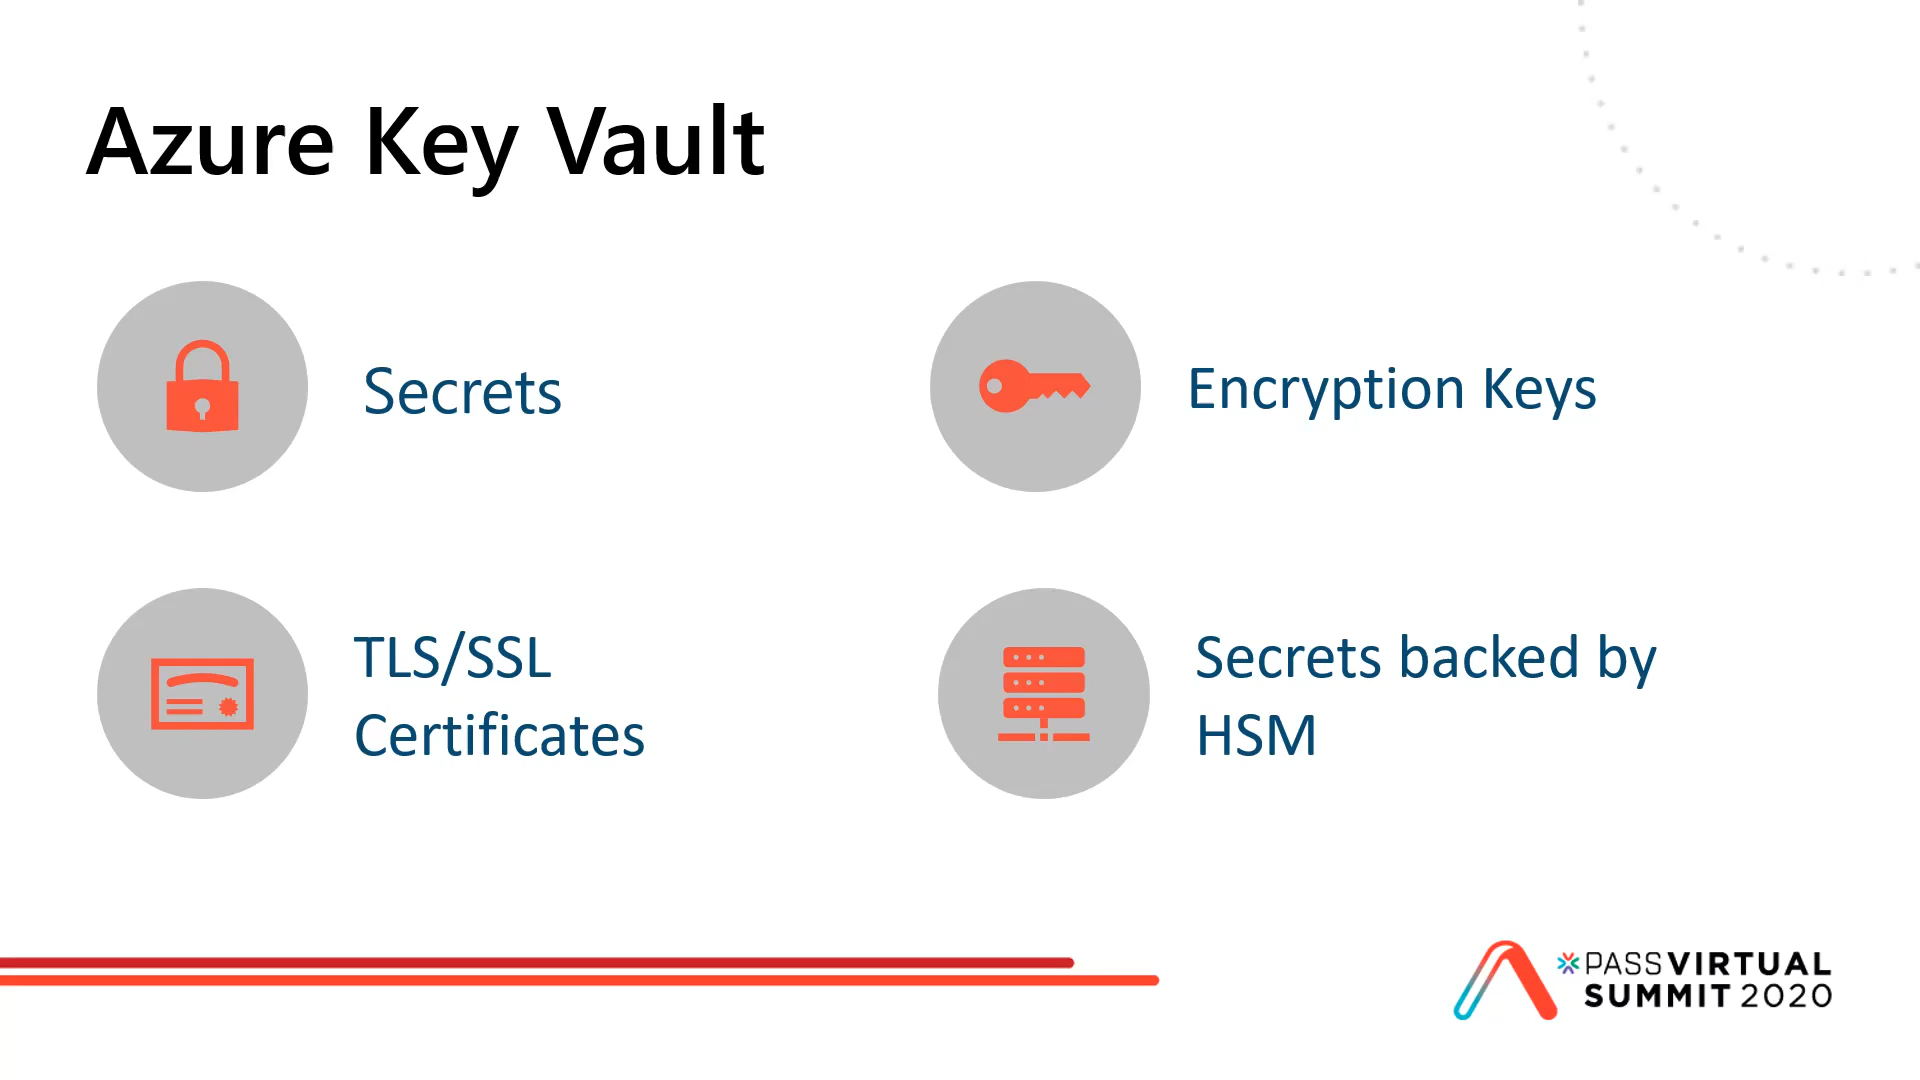 Azure Key Vault
Secrets
Encryption Keys
TLS/SSL
Certificates
Secrets backed by
HSM
PASS VIRTUAL
SUMMIT 2020